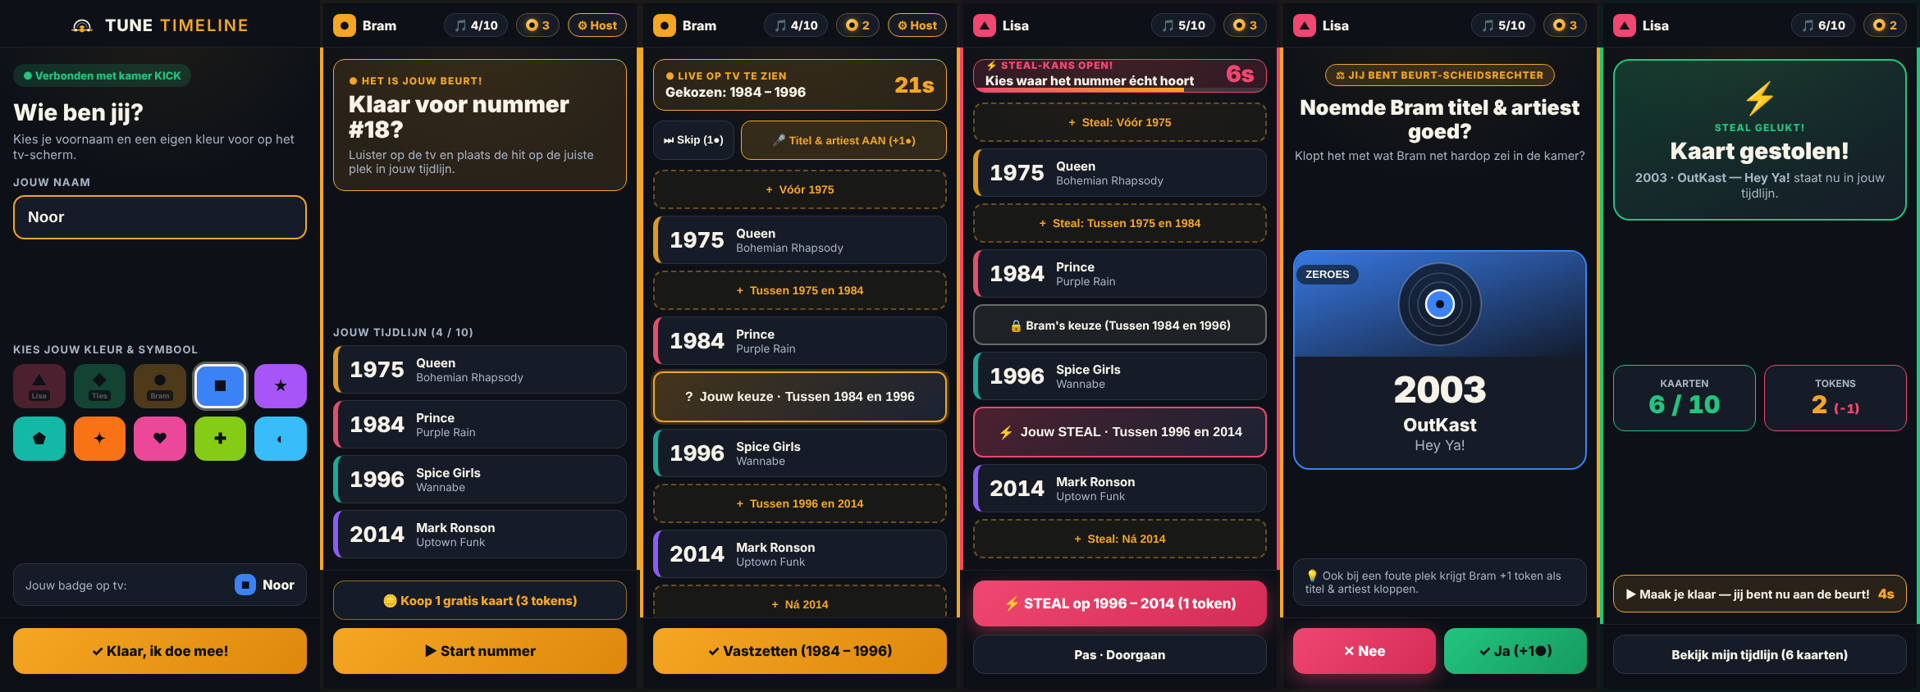 TUNE TIMELINE
Verbonden met kamer KICK
Wie ben jij?
Kies je voornaam en een eigen kleur voor op het
tv-scherm.
JOUW NAAM
Noor
KIES JOUW KLEUR & SYMBOOL
Lisa
Ties
Bram
Jouw badge op tv:
Noor
✓ Klaar, ik doe mee!
Bram
4/10
3
Host
HET IS JOUW BEURT!
Klaar voor nummer
#18?
Luister op de tv en plaats de hit op de juiste
plek in jouw tijdlijn.
JOUW TIJDLIJN (4 / 10)
1975
Queen
Bohemian Rhapsody
1984
Prince
Purple Rain
1996
Spice Girls
Wannabe
2014
Mark Ronson
Uptown Funk
Koop 1 gratis kaart (3 tokens)
▶ Start nummer
Bram
4/10
2
Host
LIVE OP TV TE ZIEN
Gekozen: 1984 – 1996
21s
⏭ Skip (1●)
🎤 Titel & artiest AAN (+1●)
+ Vóór 1975
1975
Queen
Bohemian Rhapsody
+ Tussen 1975 en 1984
1984
Prince
Purple Rain
? Jouw keuze · Tussen 1984 en 1996
1996
Spice Girls
Wannabe
+ Tussen 1996 en 2014
2014
Mark Ronson
Uptown Funk
+ Ná 2014
✓ Vastzetten (1984 – 1996)
Lisa
5/10
3
⚡ STEAL-KANS OPEN!
Kies waar het nummer écht hoort
6s
+ Steal: Vóór 1975
1975
Queen
Bohemian Rhapsody
+ Steal: Tussen 1975 en 1984
1984
Prince
Purple Rain
🔒 Bram's keuze (Tussen 1984 en 1996)
1996
Spice Girls
Wannabe
⚡ Jouw STEAL · Tussen 1996 en 2014
2014
Mark Ronson
Uptown Funk
+ Steal: Ná 2014
⚡ STEAL op 1996 – 2014 (1 token)
Pas · Doorgaan
Lisa
5/10
3
⚖ JIJ BENT BEURT-SCHEIDSRECHTER
Noemde Bram titel & artiest
goed?
Klopt het met wat Bram net hardop zei in de kamer?
ZEROES
2003
OutKast
Hey Ya!
💡 Ook bij een foute plek krijgt Bram +1 token als
titel & artiest kloppen.
✕ Nee
✓ Ja (+1●)
Lisa
6/10
2
STEAL GELUKT!
Kaart gestolen!
2003 · OutKast — Hey Ya! staat nu in jouw
tijdlijn.
KAARTEN
6 / 10
TOKENS
2 (-1)
▶ Maak je klaar — jij bent nu aan de beurt! 4s
Bekijk mijn tijdlijn (6 kaarten)